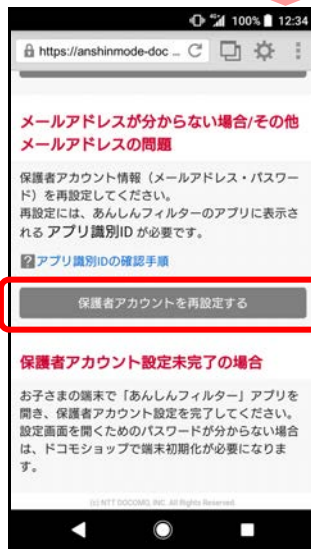 100% 12:34
https://anshinmode-doc ...
メールアドレスが分からない場合/その他
メールアドレスの問題
保護者アカウント情報（メールアドレス・パスワー
ド）を再設定してください。
再設定には、あんしんフィルターのアプリに表示さ
れる アプリ識別ID が必要です。
?アプリ識別IDの確認手順
保護者アカウントを再設定する
保護者アカウント設定未完了の場合
お子さまの端末で「あんしんフィルター」アプリを
開き、保護者アカウント設定を完了してください。
設定画面を開くためのパスワードが分からない場合
は、ドコモショップで端末初期化が必要になりま
す。
(c) NTT DOCOMO, INC. All Rights Reserved.